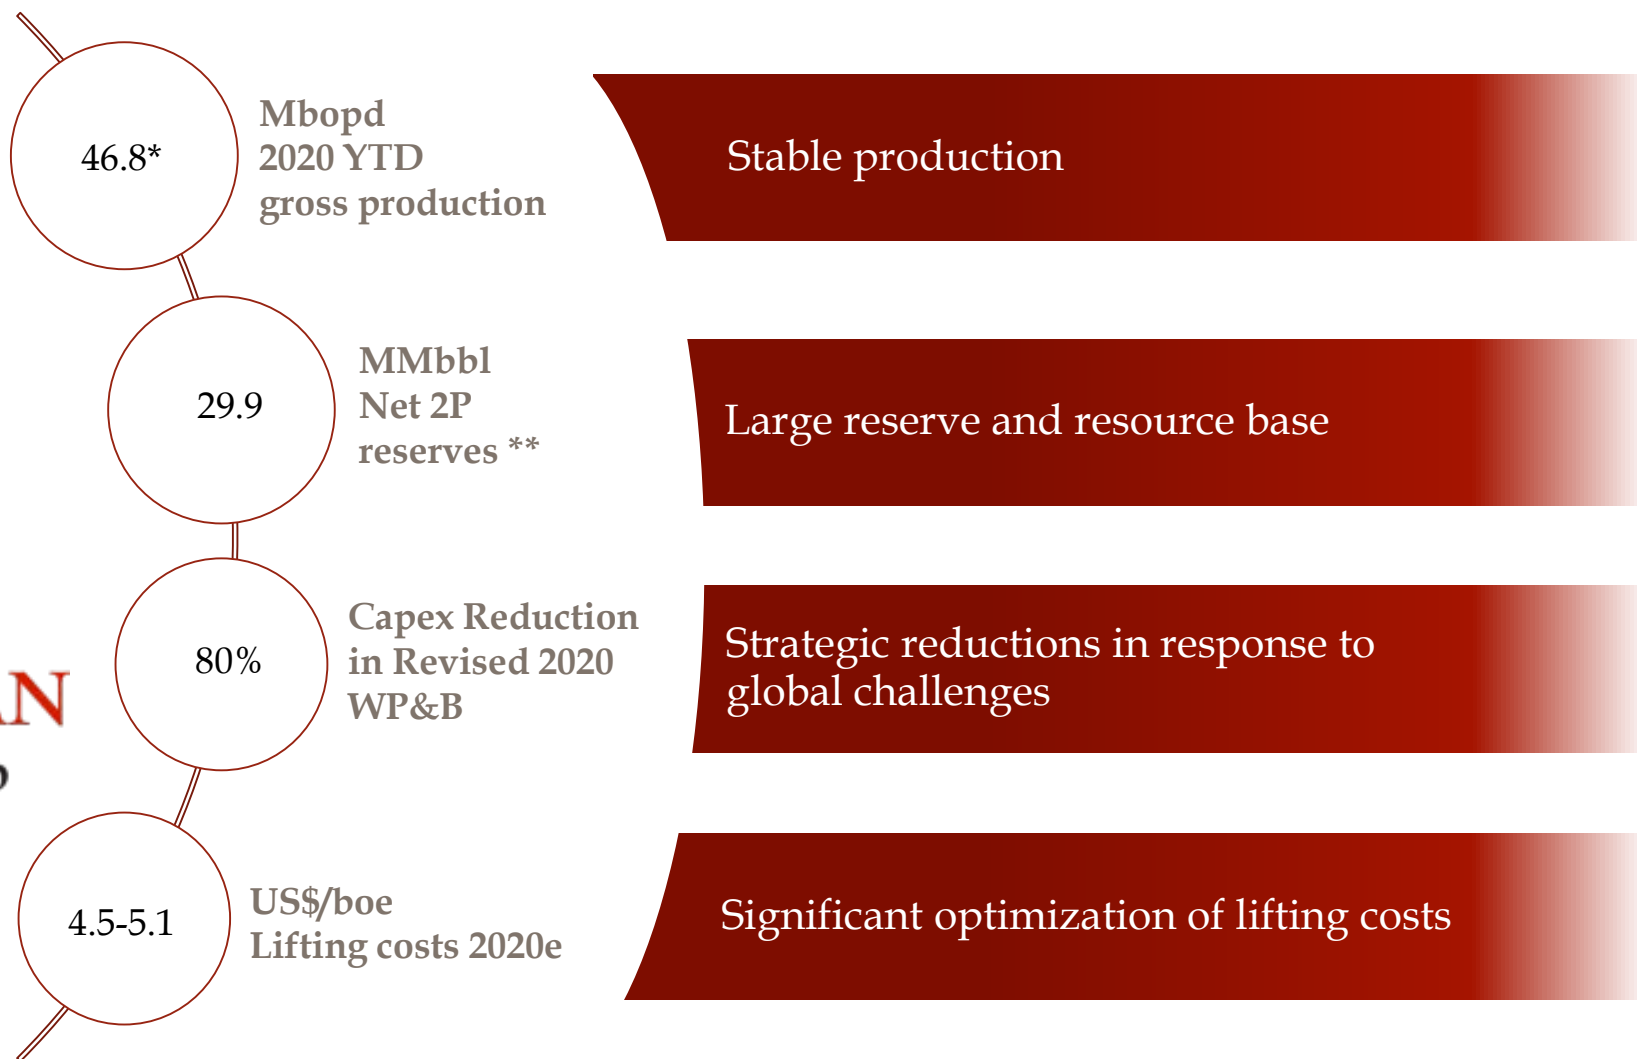 46.8*
Mbopd
2020 YTD
gross production
Stable production
29.9
MMbbl
Net 2P
reserves **
Large reserve and resource base
80%
Capex Reduction
in Revised 2020
WP&B
Strategic reductions in response to
global challenges
4.5-5.1
US$/boe
Lifting costs 2020e
Significant optimization of lifting costs